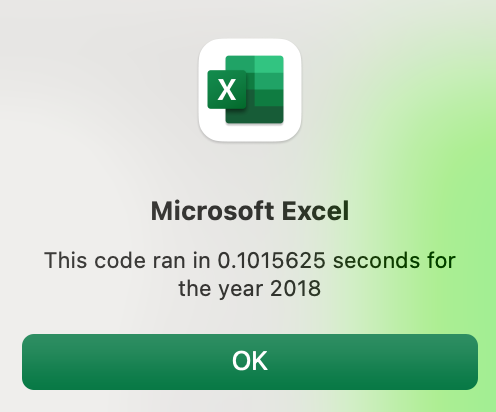 X
Microsoft Excel
This code ran in 0.1015625 seconds for
the year 2018
OK